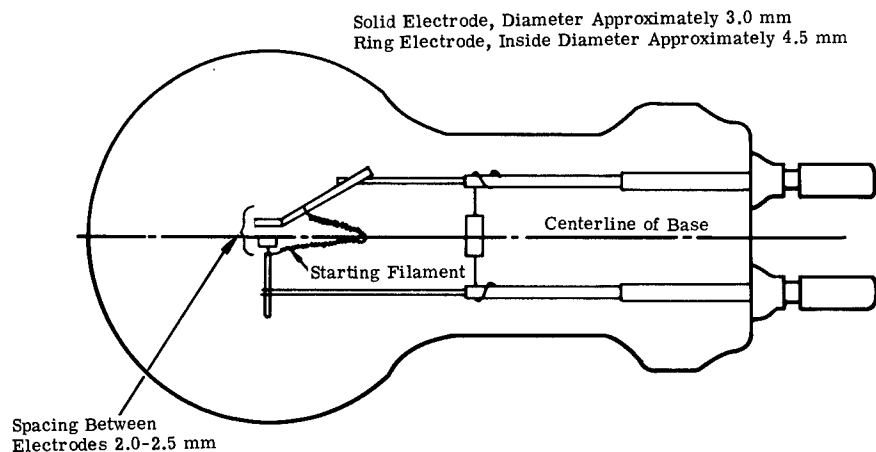 Solid Electrode, Diameter Approximately 3.0 mm
Ring Electrode, Inside Diameter Approximately 4.5 mm
Centerline of Base
Starting Filament
Spacing Between
Electrodes 2.0-2.5 mm